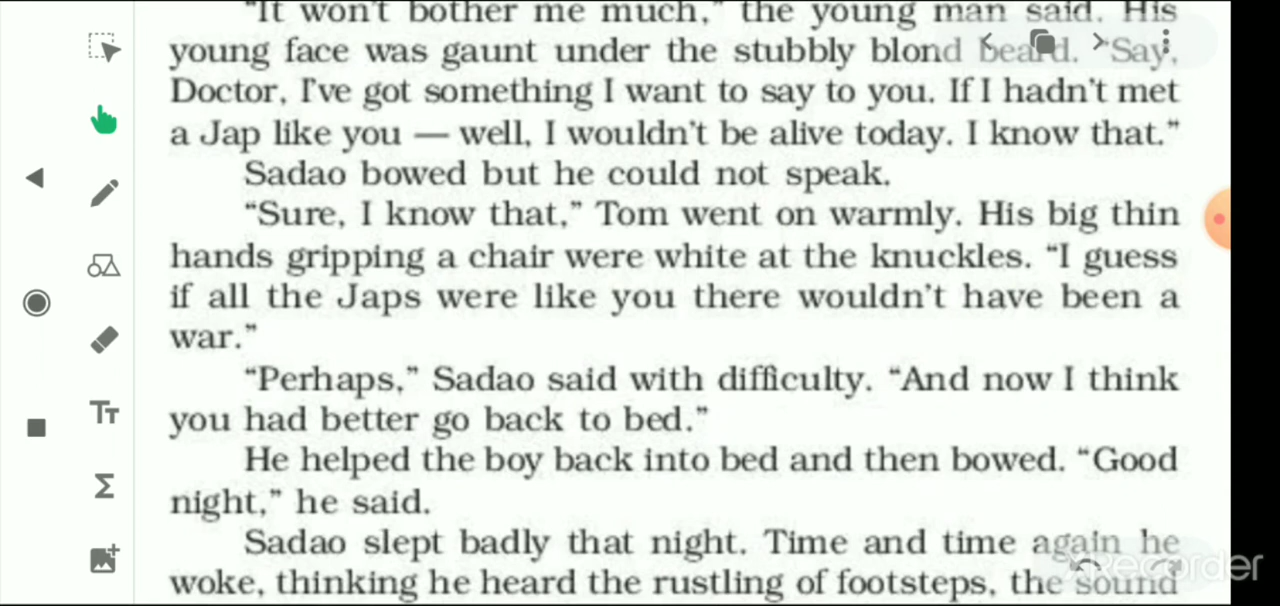 "It won't bother me much," the young man said. His
young face was gaunt under the stubbly blond beard. "Say,
Doctor, I've got something I want to say to you. If I hadn't met
a Jap like you — well, I wouldn't be alive today. I know that."
Sadao bowed but he could not speak.
"Sure, I know that," Tom went on warmly. His big thin
hands gripping a chair were white at the knuckles. "I guess
if all the Japs were like you there wouldn't have been a
war."
"Perhaps," Sadao said with difficulty. "And now I think
you had better go back to bed."
He helped the boy back into bed and then bowed. "Good
night," he said.
Sadao slept badly that night. Time and time again he
woke, thinking he heard the rustling of footsteps, the sound
Tт
Σ
XRecorder